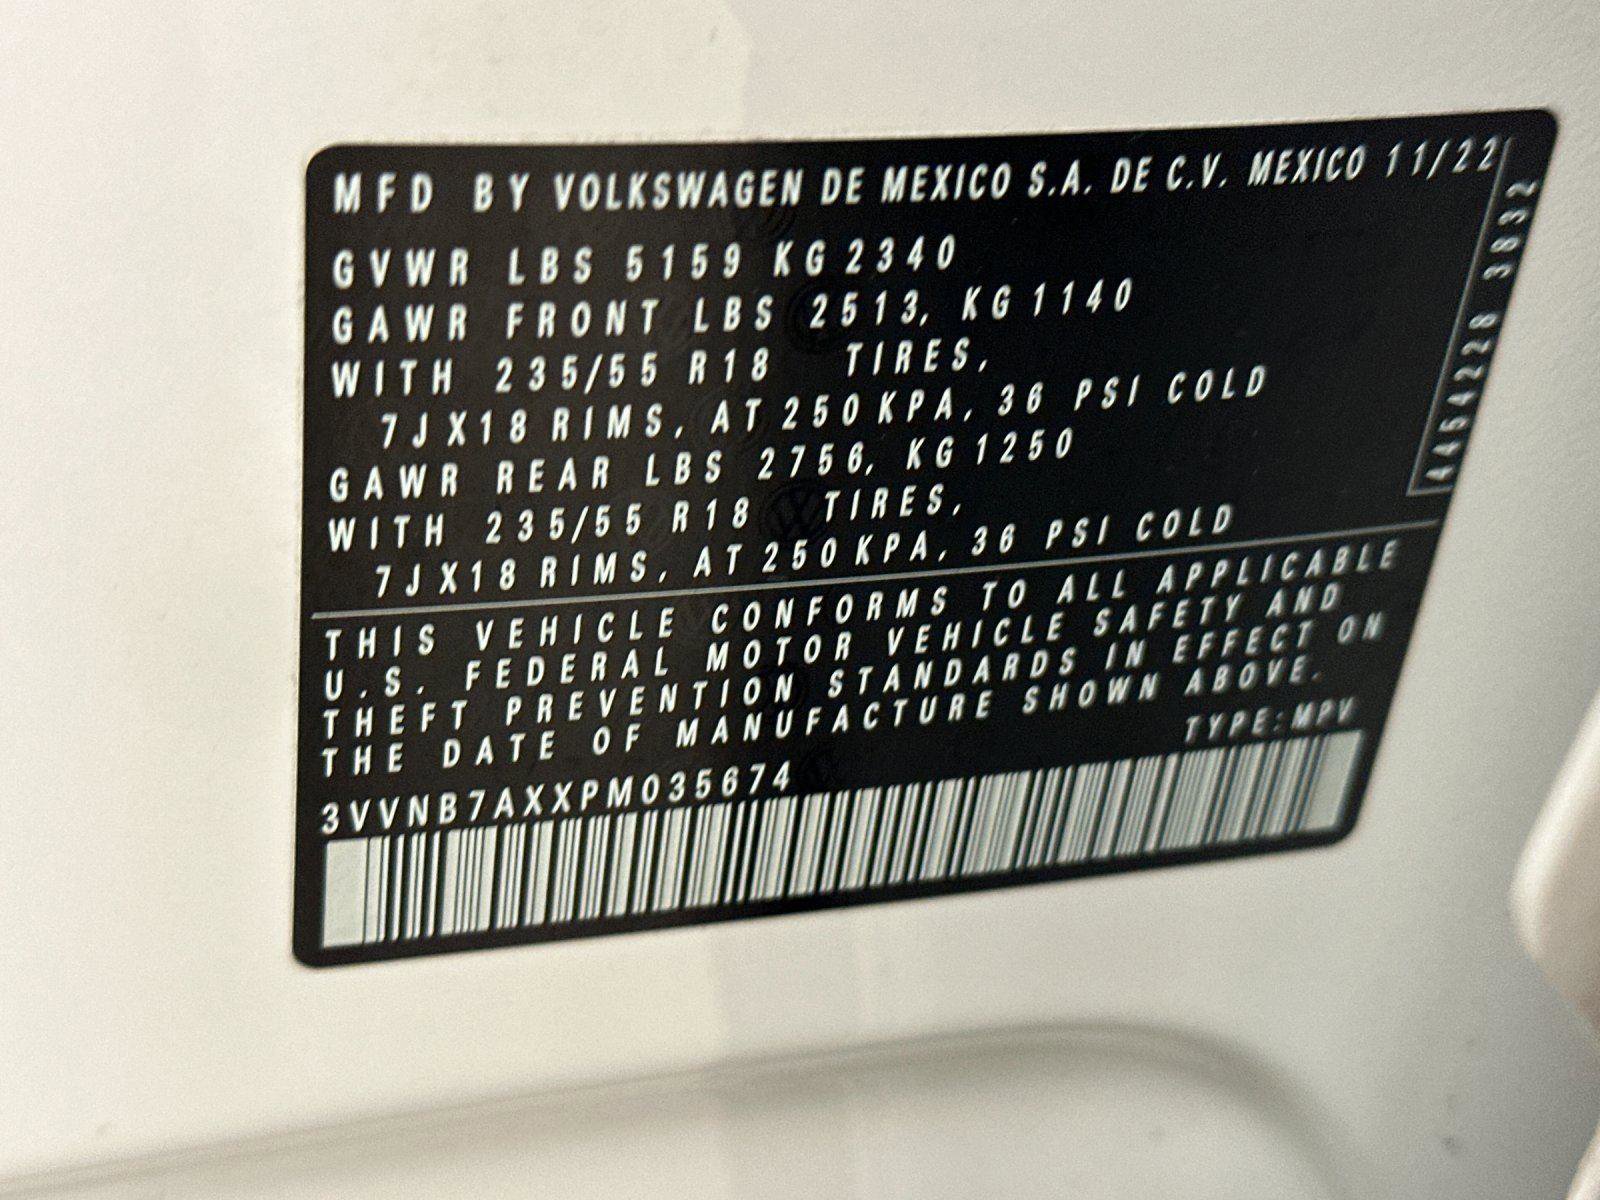 MFD BY VOLKSWAGEN DE MEXICO S.A. DE C.V. MEXICO 11/22
GVWR LBS 5159 KG 2340
GAWR FRONT LBS 2513, KG 1140
WITH 235/55 R18 TIRES,
7JX18 RIMS, AT 250 KPA, 36 PSI COLD
GAWR REAR LBS 2756, KG 1250
WITH 235/55 R18 TIRES,
7JX18 RIMS, AT 250 KPA, 36 PSI COLD
4454228 3832
THIS VEHICLE CONFORMS TO ALL APPLICABLE
U.S. FEDERAL MOTOR VEHICLE SAFETY AND
THEFT PREVENTION STANDARDS IN EFFECT ON
THE DATE OF MANUFACTURE SHOWN ABOVE.
TYPE: MPV
3VVNB7AXXPM035674